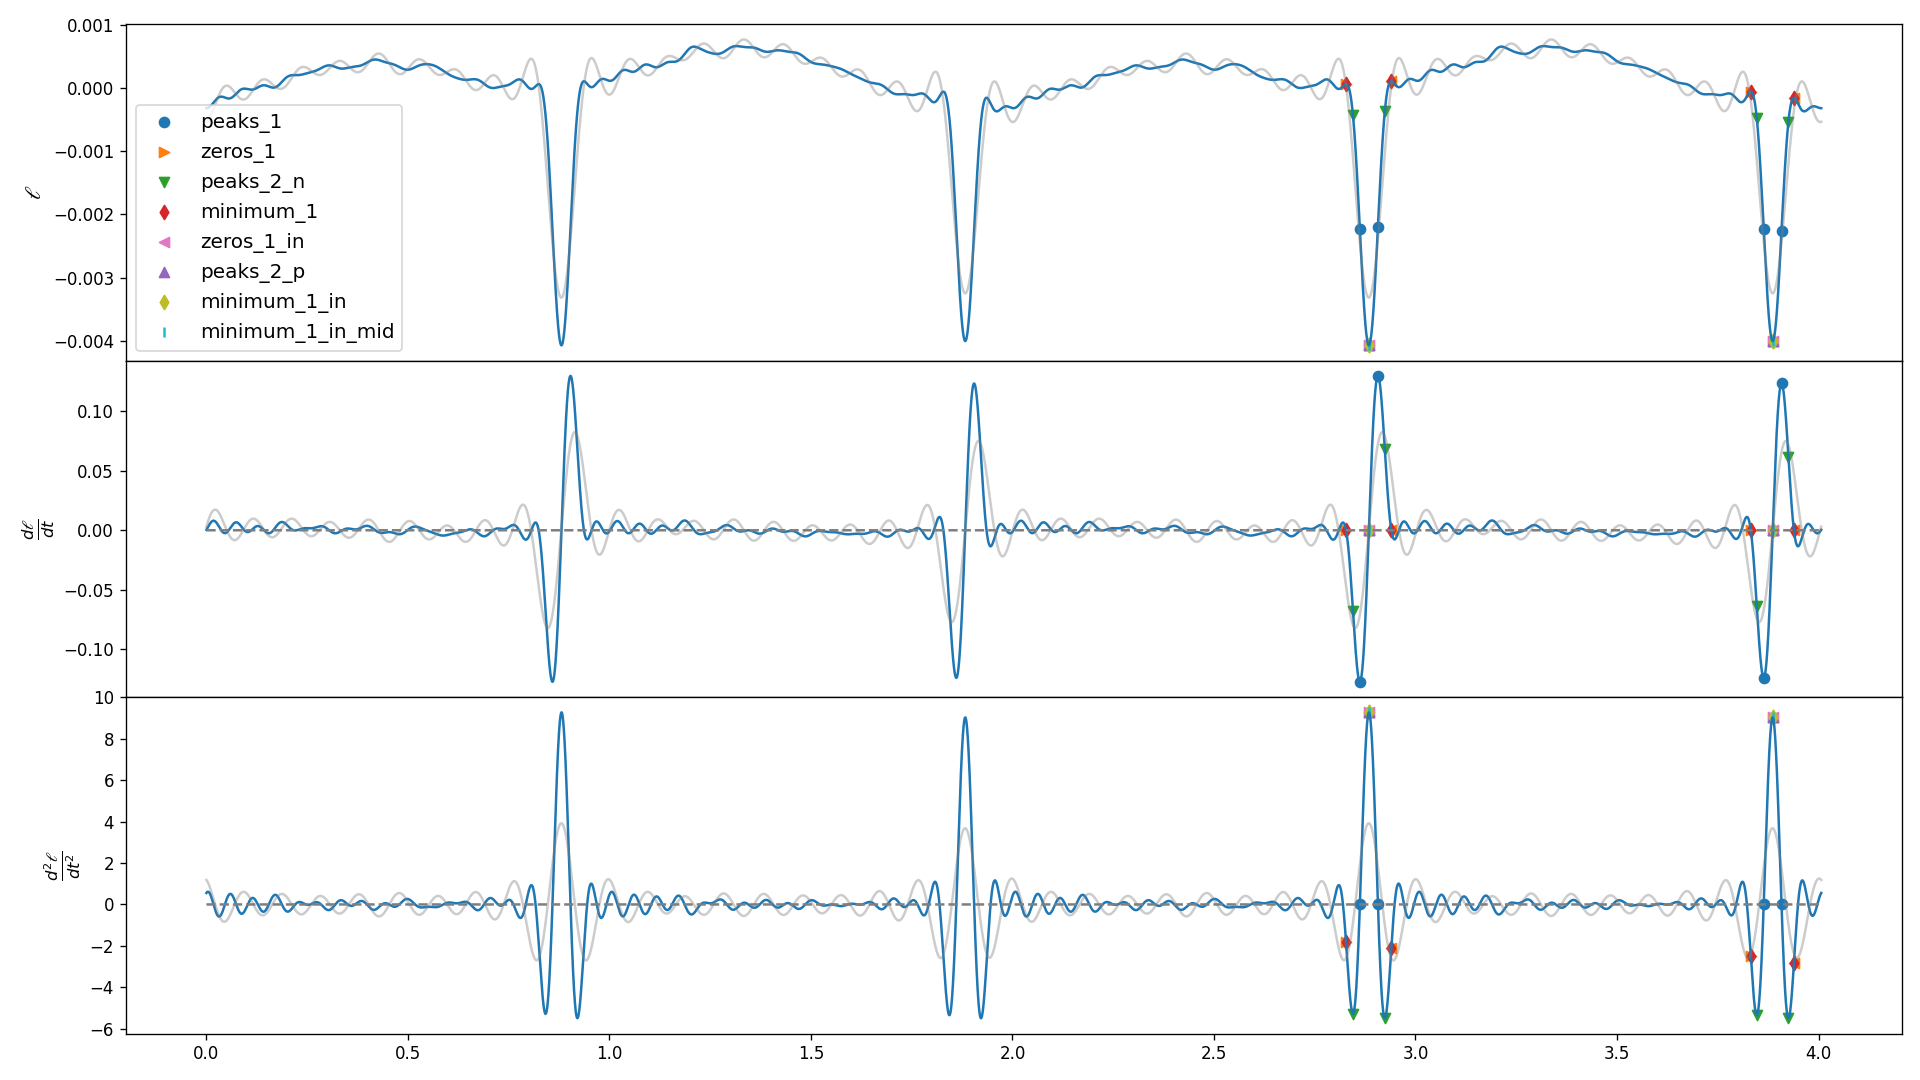 0.001
0.000
−0.001
−0.002
−0.003
−0.004
ℓ
peaks_1
zeros_1
peaks_2_n
minimum_1
zeros_1_in
peaks_2_p
minimum_1_in
minimum_1_in_mid
0.10
0.05
0.00
−0.05
−0.10
dℓ
dt
10
8
6
4
2
0
−2
−4
−6
d²ℓ
dt²
0.0 0.5 1.0 1.5 2.0 2.5 3.0 3.5 4.0